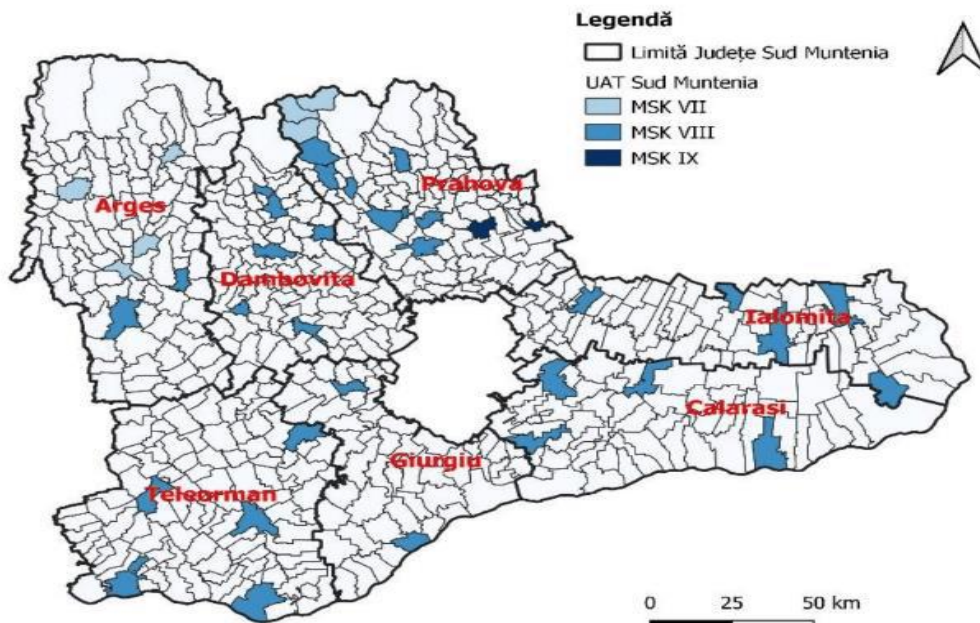 Legendă
Limită Județe Sud Muntenia
UAT Sud Muntenia
MSK VII
MSK VIII
MSK IX
Prahova
Arges
Dambovita
Ialomita
Calarasi
Giurgiu
Teleorman
0 25 50 km